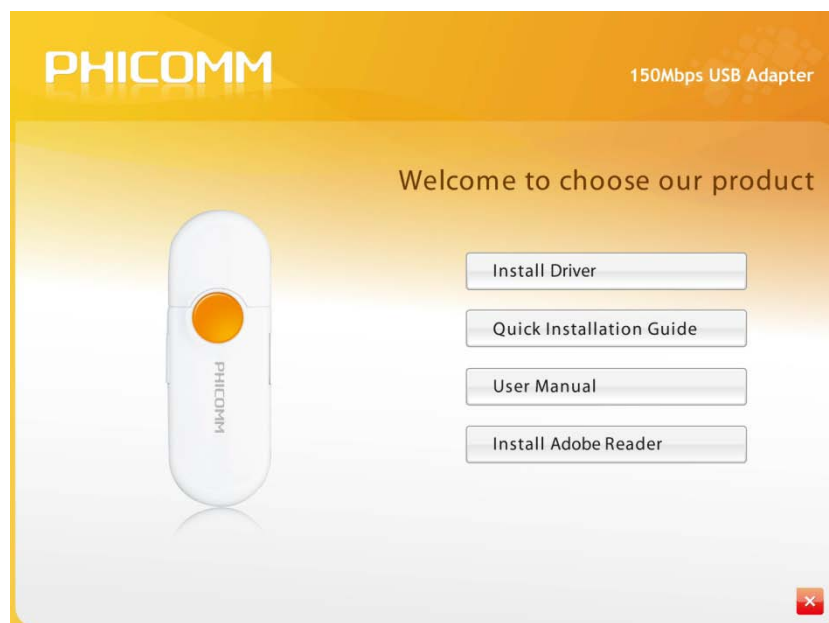 PHICOMM
150Mbps USB Adapter
Welcome to choose our product
PHICOMM
Install Driver
Quick Installation Guide
User Manual
Install Adobe Reader